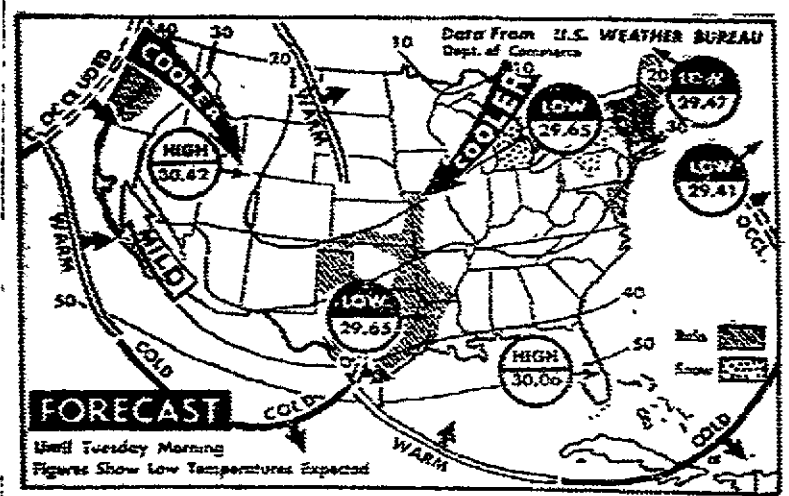 Data From U.S. WEATHER BUREAU
Dept. of Commerce
OCCLUDED
40
30
20
10
10
20
30
COOLER
WARM
COOLER
LOW
29.65
LOW
29.47
LOW
29.41
OCCL.
HIGH
30.42
WARM
MILD
50
COLD
LOW
29.65
40
50
HIGH
30.00
Rain
Snow
COLD
WARM
COLD
FORECAST
Until Tuesday Morning
Figures Show Low Temperatures Expected